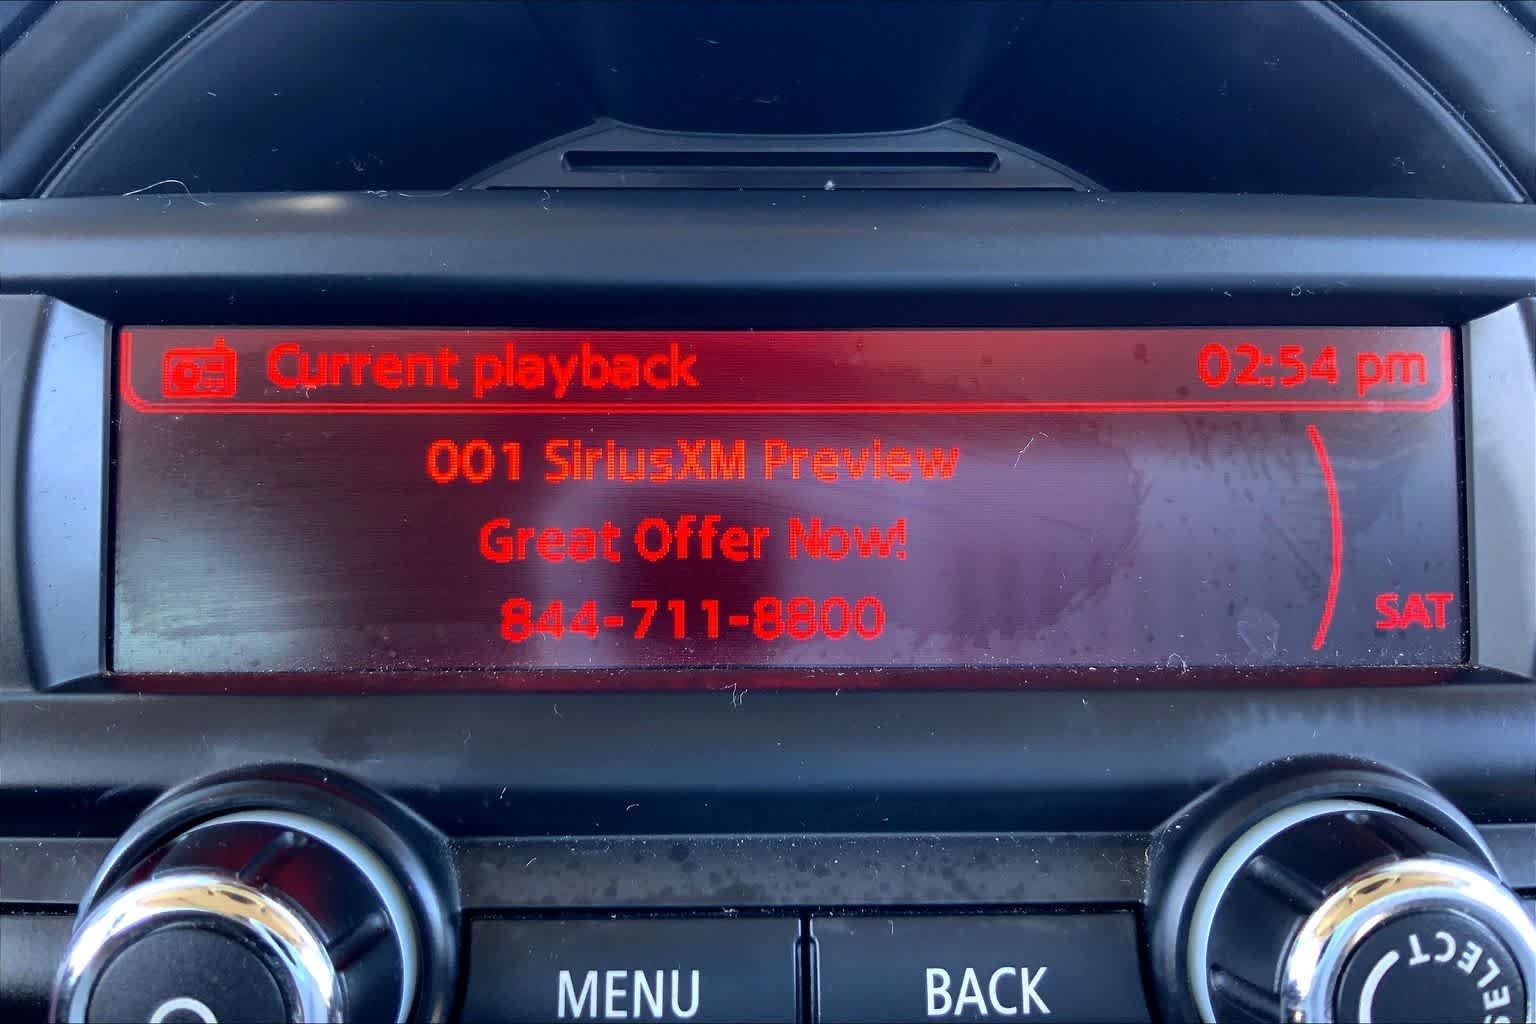 Current playback 02:54 pm
001 SiriusXM Preview
Great Offer Now!
844-711-8800
SAT
MENU BACK
SELECT